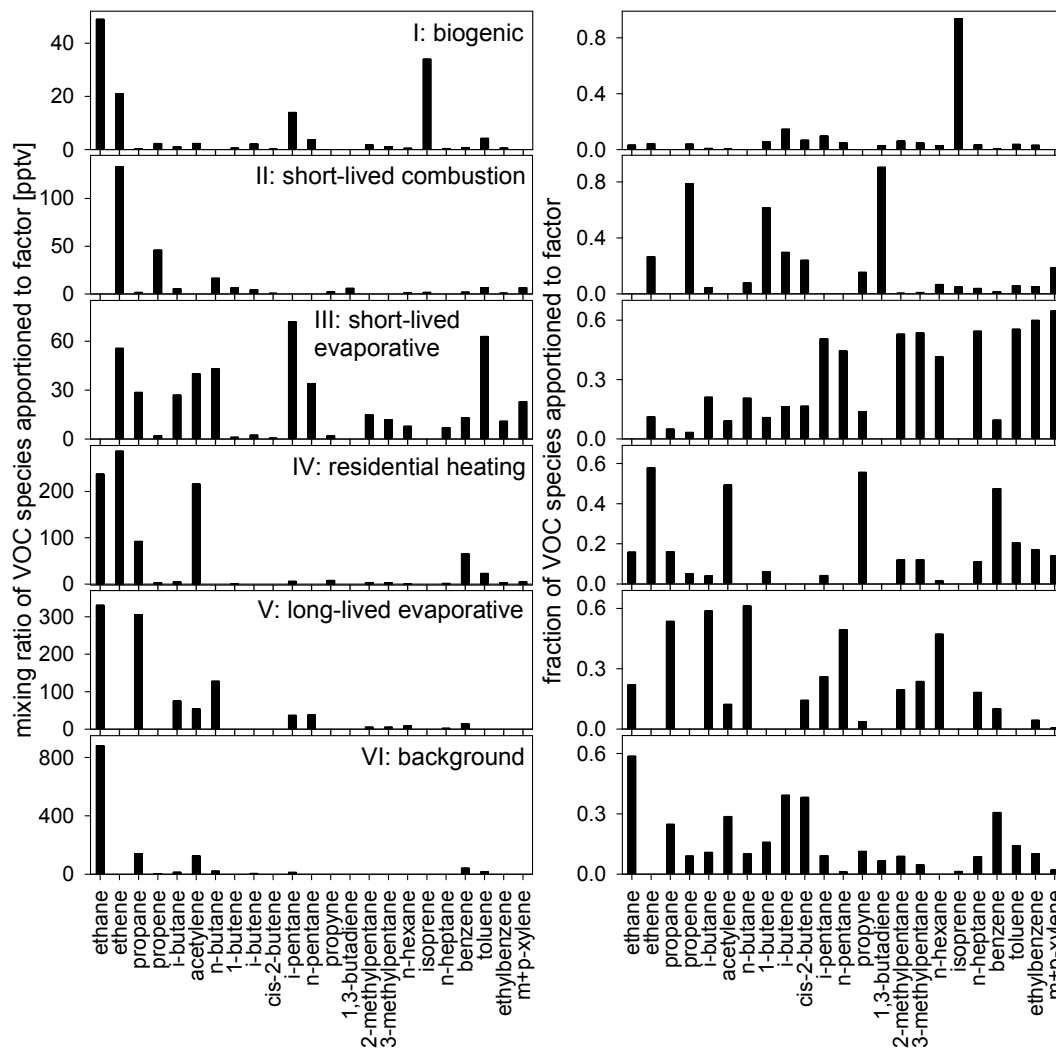 mixing ratio of VOC species apportioned to factor [pptv]
40
20
0
I: biogenic
100
50
0
II: short-lived combustion
60
30
0
III: short-lived
evaporative
200
100
0
IV: residential heating
300
200
100
0
V: long-lived evaporative
800
400
0
VI: background
ethane
ethene
propane
propene
i-butane
acetylene
n-butane
1-butene
i-butene
cis-2-butene
i-pentane
n-pentane
propyne
1,3-butadiene
2-methylpentane
3-methylpentane
n-hexane
isoprene
n-heptane
benzene
toluene
ethylbenzene
m+p-xylene
fraction of VOC species apportioned to factor
0.8
0.4
0.0
0.8
0.4
0.0
0.6
0.3
0.0
0.6
0.4
0.2
0.0
0.6
0.3
0.0
0.6
0.3
0.0
ethane
ethene
propane
propene
i-butane
acetylene
n-butane
1-butene
i-butene
cis-2-butene
i-pentane
n-pentane
propyne
1,3-butadiene
2-methylpentane
3-methylpentane
n-hexane
isoprene
n-heptane
benzene
toluene
ethylbenzene
m+p-xylene